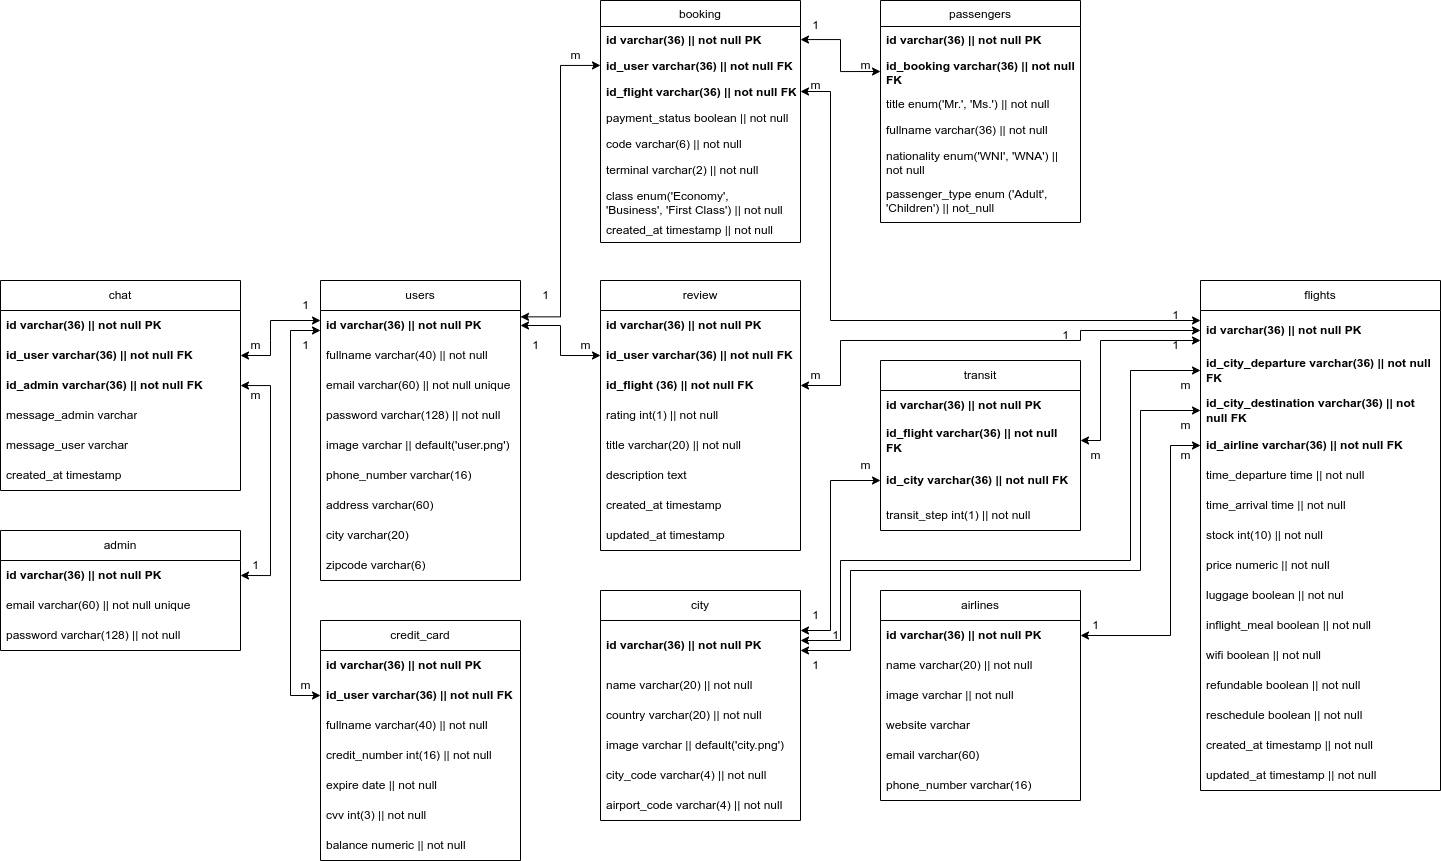 booking
id varchar(36) || not null PK
id_user varchar(36) || not null FK
id_flight varchar(36) || not null FK
payment_status boolean || not null
code varchar(6) || not null
terminal varchar(2) || not null
class enum('Economy',
'Business', 'First Class') || not null
created_at timestamp || not null
1
m
m
m
passengers
id varchar(36) || not null PK
id_booking varchar(36) || not null
FK
title enum('Mr.', 'Ms.') || not null
fullname varchar(36) || not null
nationality enum('WNI', 'WNA') ||
not null
passenger_type enum ('Adult',
'Children') || not_null
chat
id varchar(36) || not null PK
id_user varchar(36) || not null FK
id_admin varchar(36) || not null FK
message_admin varchar
message_user varchar
created_at timestamp
1
m
1
m
admin
id varchar(36) || not null PK
email varchar(60) || not null unique
password varchar(128) || not null
1
users
id varchar(36) || not null PK
fullname varchar(40) || not null
email varchar(60) || not null unique
password varchar(128) || not null
image varchar || default('user.png')
phone_number varchar(16)
address varchar(60)
city varchar(20)
zipcode varchar(6)
1
1
m
credit_card
id varchar(36) || not null PK
id_user varchar(36) || not null FK
fullname varchar(40) || not null
credit_number int(16) || not null
expire date || not null
cvv int(3) || not null
balance numeric || not null
m
review
id varchar(36) || not null PK
id_user varchar(36) || not null FK
id_flight (36) || not null FK
rating int(1) || not null
title varchar(20) || not null
description text
created_at timestamp
updated_at timestamp
m
transit
id varchar(36) || not null PK
id_flight varchar(36) || not null
FK
id_city varchar(36) || not null FK
transit_step int(1) || not null
m
m
city
id varchar(36) || not null PK
name varchar(20) || not null
country varchar(20) || not null
image varchar || default('city.png')
city_code varchar(4) || not null
airport_code varchar(4) || not null
1
1
1
airlines
id varchar(36) || not null PK
name varchar(20) || not null
image varchar || not null
website varchar
email varchar(60)
phone_number varchar(16)
1
1
1
1
m
m
m
flights
id varchar(36) || not null PK
id_city_departure varchar(36) || not null
FK
id_city_destination varchar(36) || not
null FK
id_airline varchar(36) || not null FK
time_departure time || not null
time_arrival time || not null
stock int(10) || not null
price numeric || not null
luggage boolean || not nul
inflight_meal boolean || not null
wifi boolean || not null
refundable boolean || not null
reschedule boolean || not null
created_at timestamp || not null
updated_at timestamp || not null